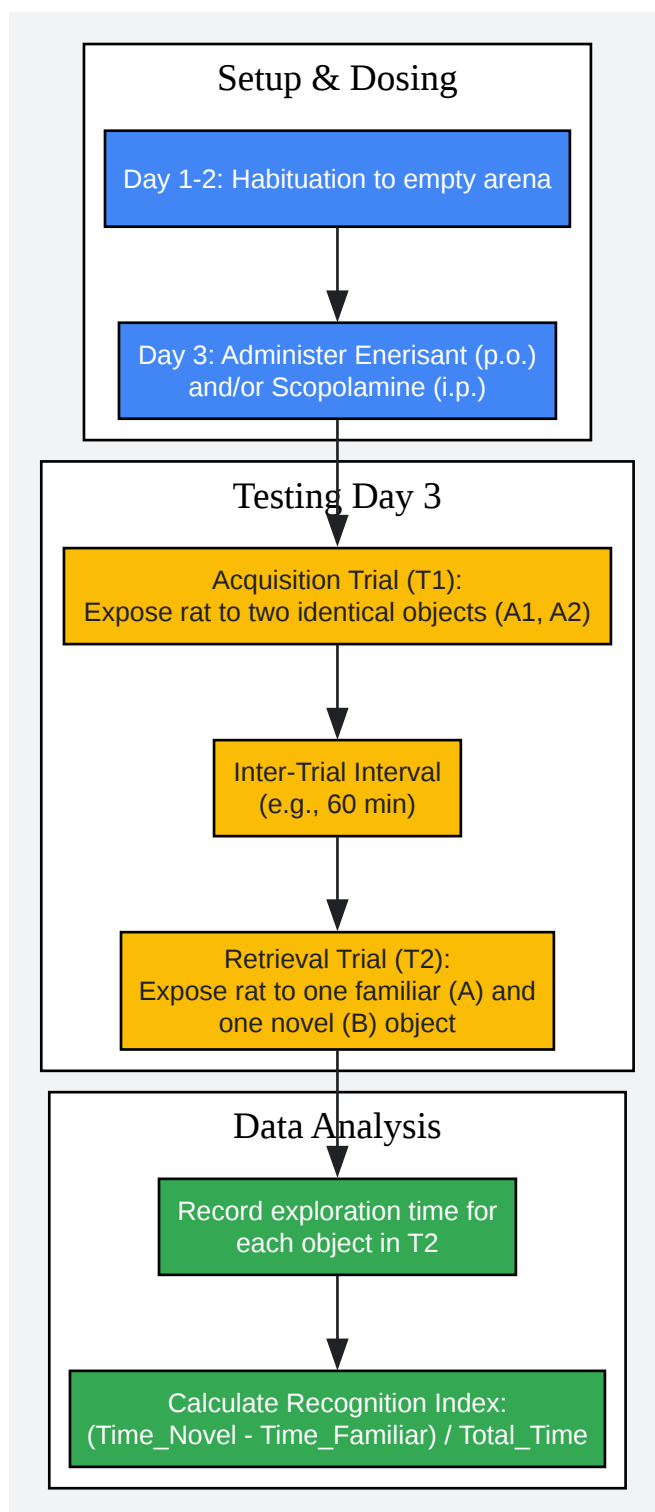 Setup & Dosing
Day 1-2: Habituation to empty arena
Day 3: Administer Enerisant (p.o.)
and/or Scopolamine (i.p.)
Testing Day 3
Acquisition Trial (T1):
Expose rat to two identical objects (A1, A2)
Inter-Trial Interval
(e.g., 60 min)
Retrieval Trial (T2):
Expose rat to one familiar (A) and
one novel (B) object
Data Analysis
Record exploration time for
each object in T2
Calculate Recognition Index:
(Time_Novel - Time_Familiar) / Total_Time